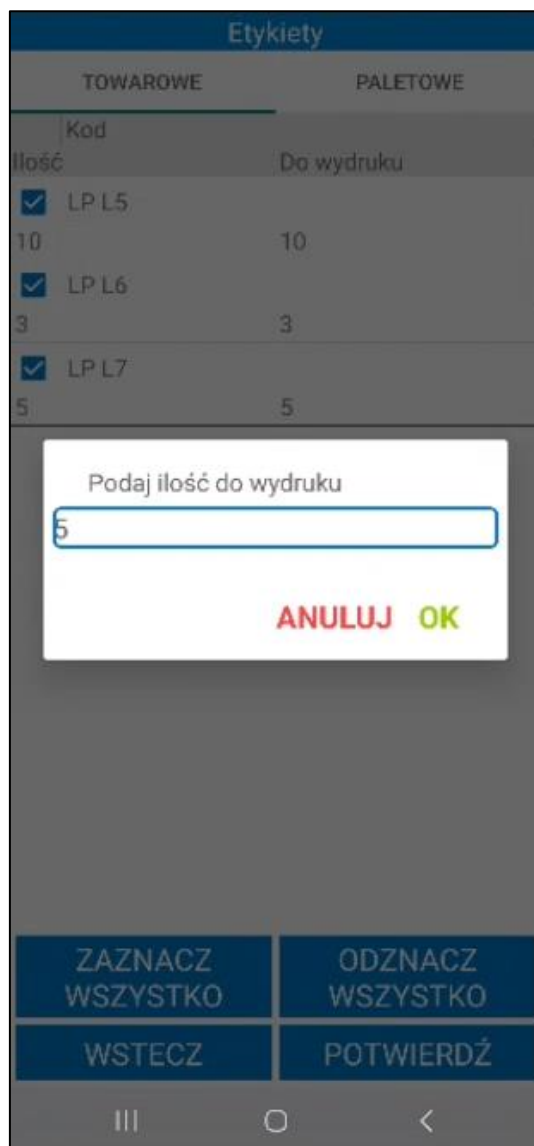 Etykiety
TOWAROWE PALETOWE
Kod
Ilość Do wydruku
LP L5
10 10
LP L6
3 3
LP L7
5 5
Podaj ilość do wydruku
5
ANULUJ OK
ZAZNACZ WSZYSTKO
ODZNACZ WSZYSTKO
WSTECZ POTWIERDŹ